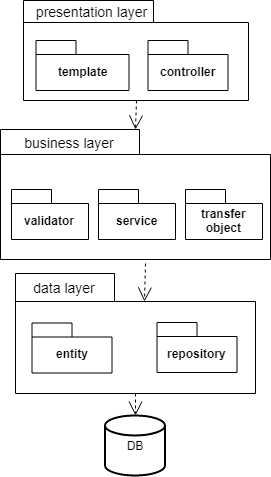 presentation layer
template
controller
business layer
validator
service
transfer
object
data layer
entity
repository
DB